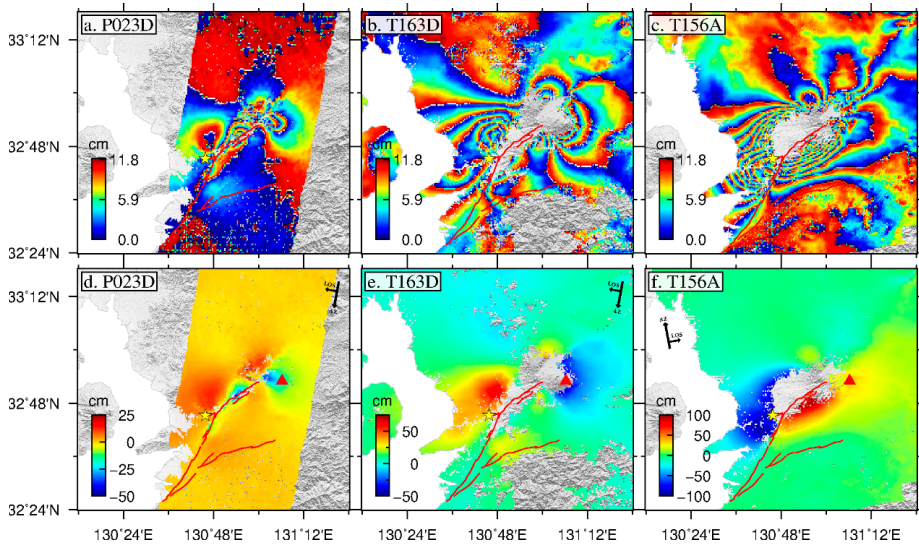 a. P023D
b. T163D
c. T156A
33°12'N
32°48'N
32°24'N
cm
11.8
5.9
0.0
cm
11.8
5.9
0.0
cm
11.8
5.9
0.0
d. P023D
e. T163D
f. T156A
LOS
AZ
LOS
AZ
AZ
LOS
33°12'N
32°48'N
32°24'N
cm
25
0
−25
−50
cm
50
0
−50
cm
100
50
0
−50
−100
130°24'E
130°48'E
131°12'E
130°24'E
130°48'E
131°12'E
130°24'E
130°48'E
131°12'E